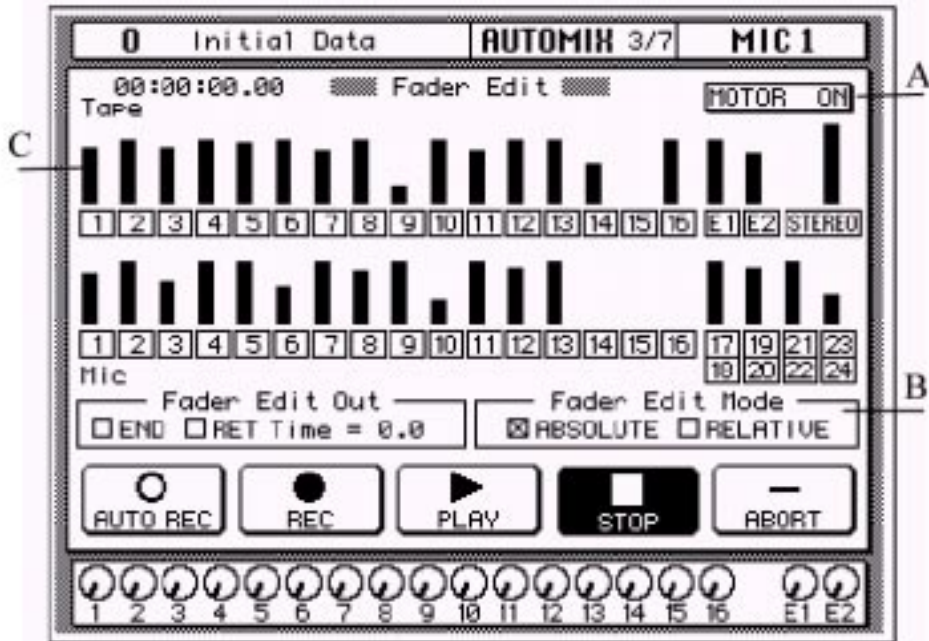 0 Initial Data AUTOMIX 3/7 MIC 1
00:00:00.00 Fader Edit
MOTOR ON A
Tape
C
1 2 3 4 5 6 7 8 9 10 11 12 13 14 15 16 E1 E2 STEREO
1 2 3 4 5 6 7 8 9 10 11 12 13 14 15 16 17 19 21 23
18 20 22 24
Mic
Fader Edit Out Fader Edit Mode B
END RET Time = 0.0 ABSOLUTE RELATIVE
AUTO REC REC PLAY STOP ABORT
1 2 3 4 5 6 7 8 9 10 11 12 13 14 15 16 E1 E2